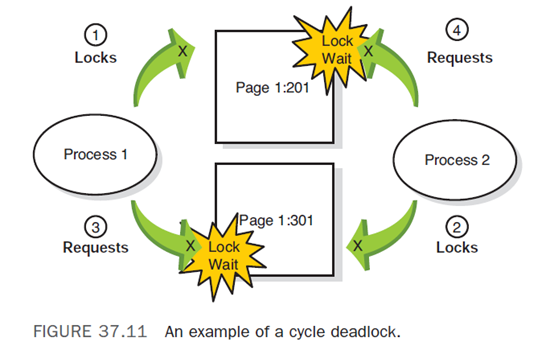 1
Locks
X
Lock
Wait
X
4
Requests
Page 1:201
Process 1
Process 2
3
Requests
X
Lock
Wait
Page 1:301
X
2
Locks
FIGURE 37.11 An example of a cycle deadlock.